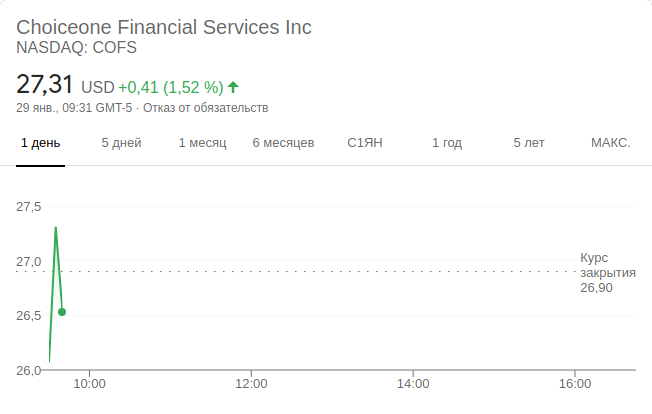 Choiceone Financial Services Inc
NASDAQ: COFS
27,31 USD +0,41 (1,52 %)
29 янв., 09:31 GMT-5 · Отказ от обязательств
1 день 5 дней 1 месяц 6 месяцев С1ЯН 1 год 5 лет МАКС.
27,5
27,0
26,5
26,0
Курс
закрытия
26,90
10:00 12:00 14:00 16:00